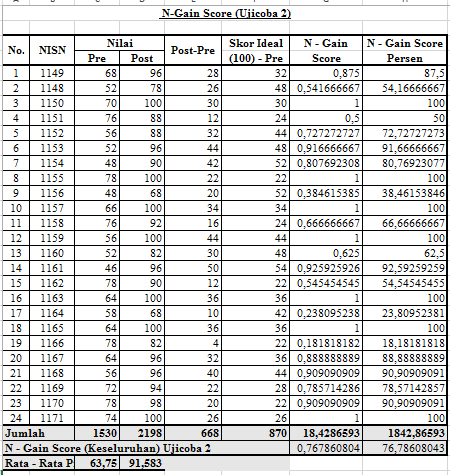 N-Gain Score (Ujicoba 2)
No. NISN Nilai Post-Pre Skor Ideal (100) - Pre N - Gain Score N - Gain Score Persen
Pre Post
1 1149 68 96 28 32 0,875 87,5
2 1148 52 78 26 48 0,541666667 54,16666667
3 1150 70 100 30 30 1 100
4 1151 76 88 12 24 0,5 50
5 1152 56 88 32 44 0,727272727 72,72727273
6 1153 52 96 44 48 0,916666667 91,66666667
7 1154 48 90 42 52 0,807692308 80,76923077
8 1155 78 100 22 22 1 100
9 1156 48 68 20 52 0,384615385 38,46153846
10 1157 66 100 34 34 1 100
11 1158 76 92 16 24 0,666666667 66,66666667
12 1159 56 100 44 44 1 100
13 1160 52 82 30 48 0,625 62,5
14 1161 46 96 50 54 0,925925926 92,59259259
15 1162 78 90 12 22 0,545454545 54,54545455
16 1163 64 100 36 36 1 100
17 1164 58 68 10 42 0,238095238 23,80952381
18 1165 64 100 36 36 1 100
19 1166 78 82 4 22 0,181818182 18,18181818
20 1167 64 96 32 36 0,888888889 88,88888889
21 1168 56 96 40 44 0,909090909 90,90909091
22 1169 72 94 22 28 0,785714286 78,57142857
23 1170 78 98 20 22 0,909090909 90,90909091
24 1171 74 100 26 26 1 100
Jumlah 1530 2198 668 870 18,4286593 1842,86593
N - Gain Score (Keseluruhan) Ujicoba 2 0,767860804 76,78608043
Rata - Rata P 63,75 91,583